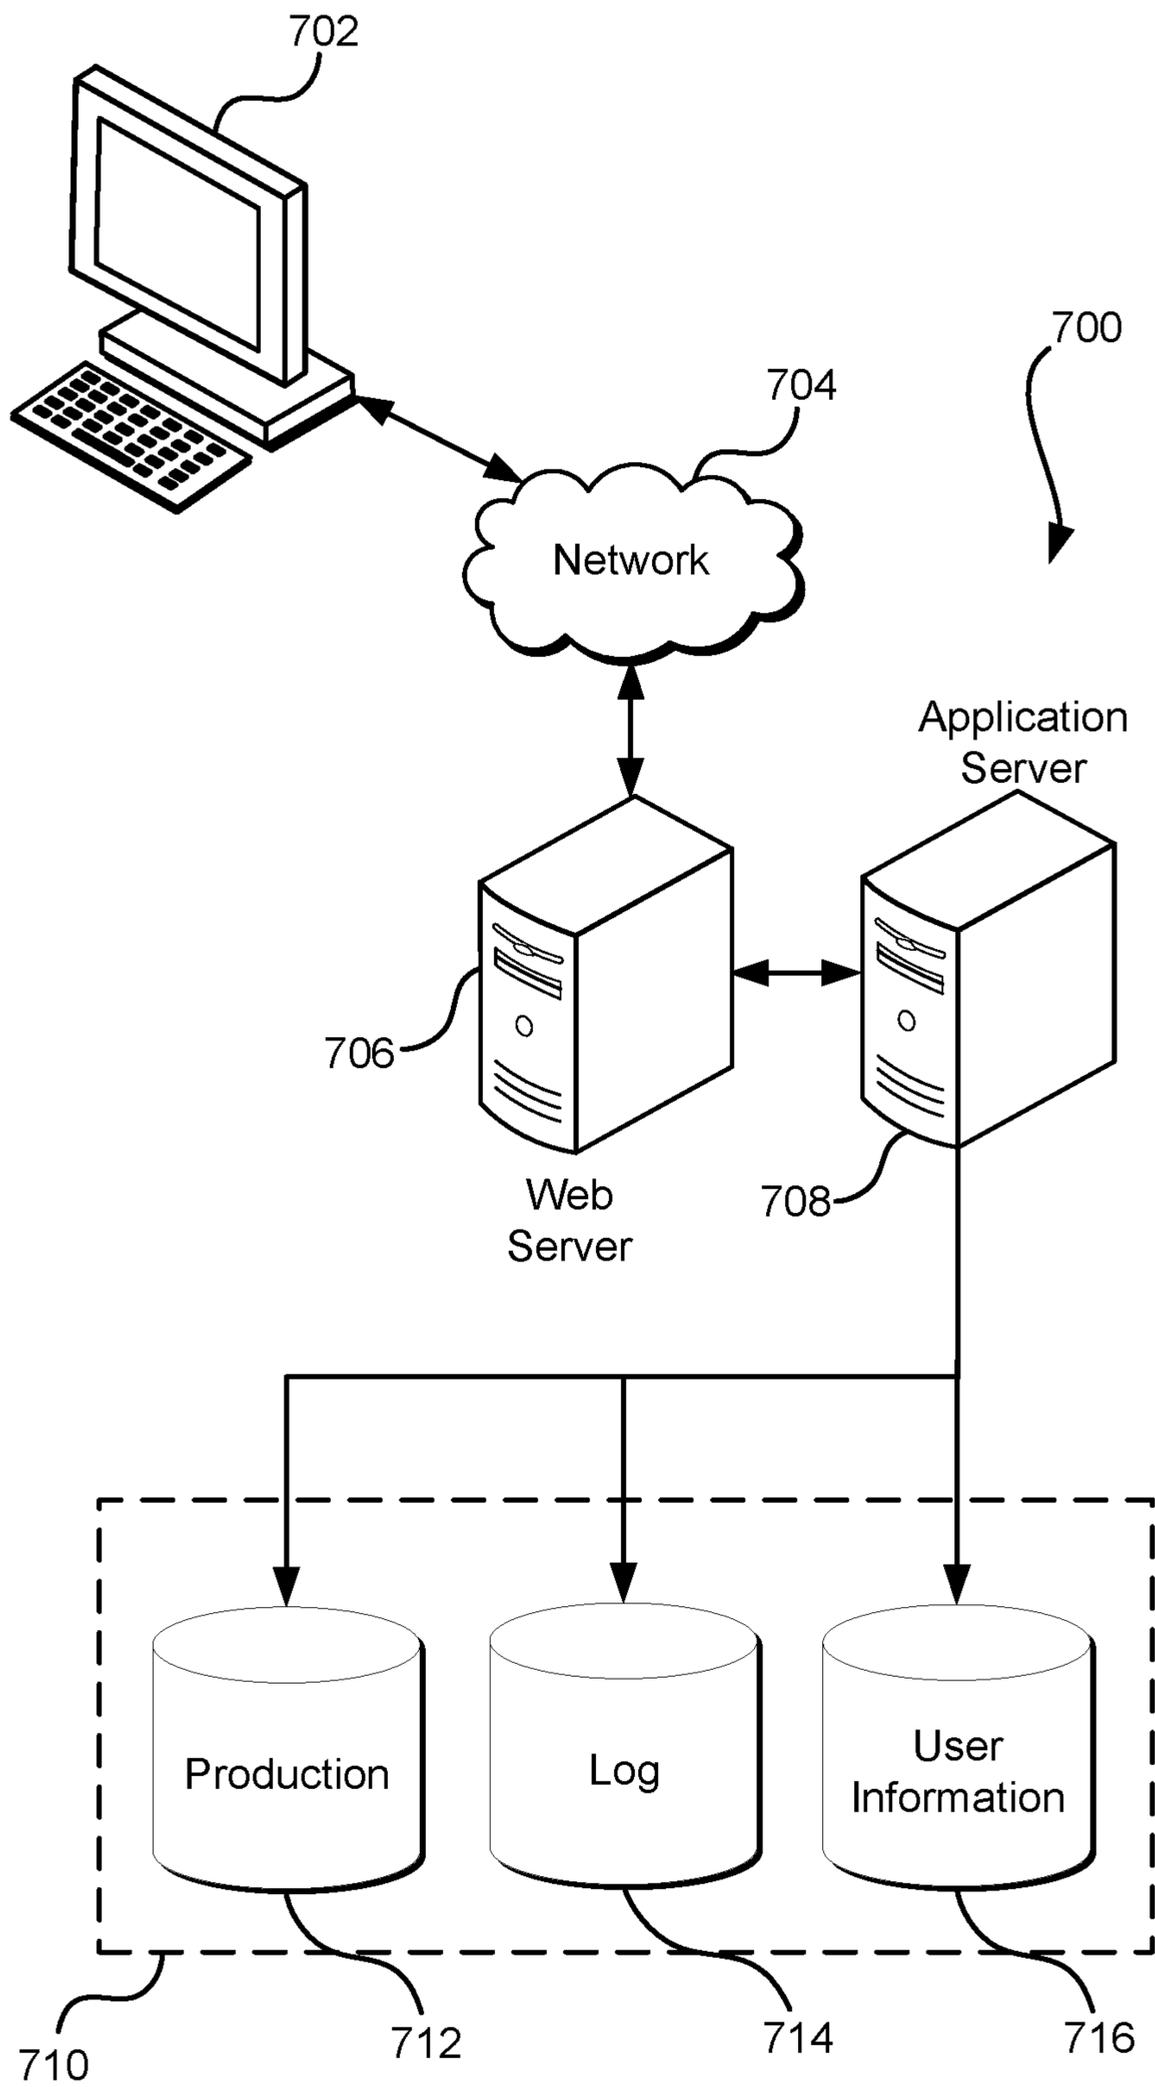 702
700
704
Network
Application
Server
706
708
Web
Server
Production
Log
User
Information
710
712
714
716